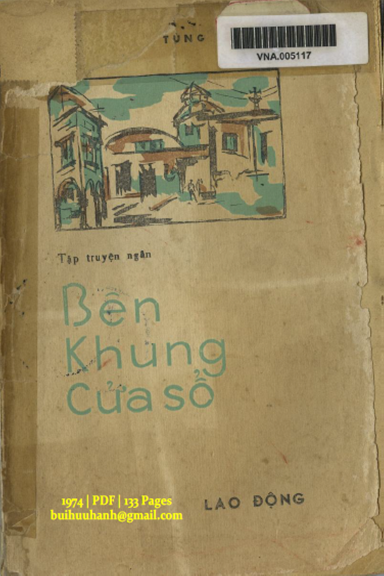 TÙNG
VNA.005117
Tập truyện ngắn
Bên
Khung
Cửa sổ
1974 | PDF | 133 Pages
buihuuhanh@gmail.com
LAO ĐỘNG